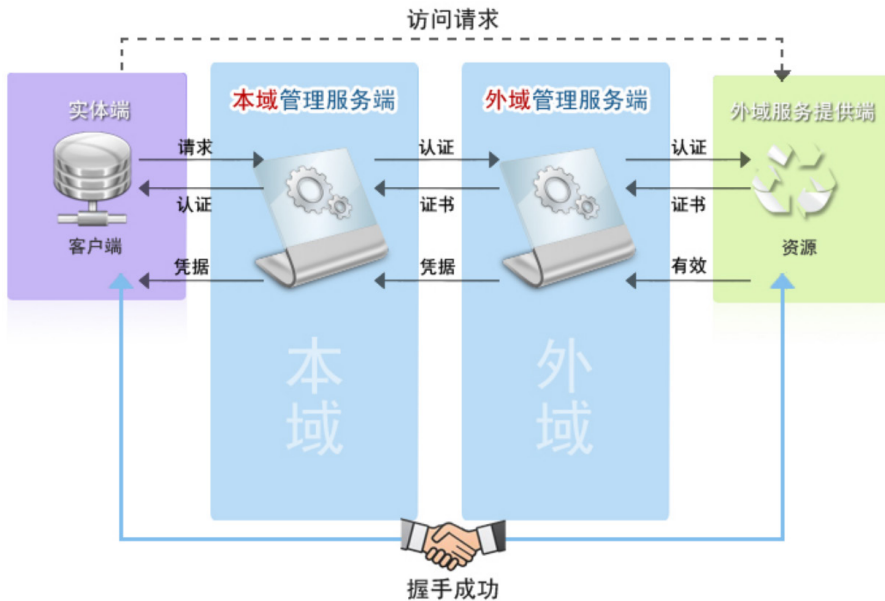 访问请求
实体端
本域管理服务端
外域管理服务端
外域服务提供端
请求
认证
认证
认证
证书
证书
客户端
资源
凭据
凭据
有效
本域
外域
握手成功